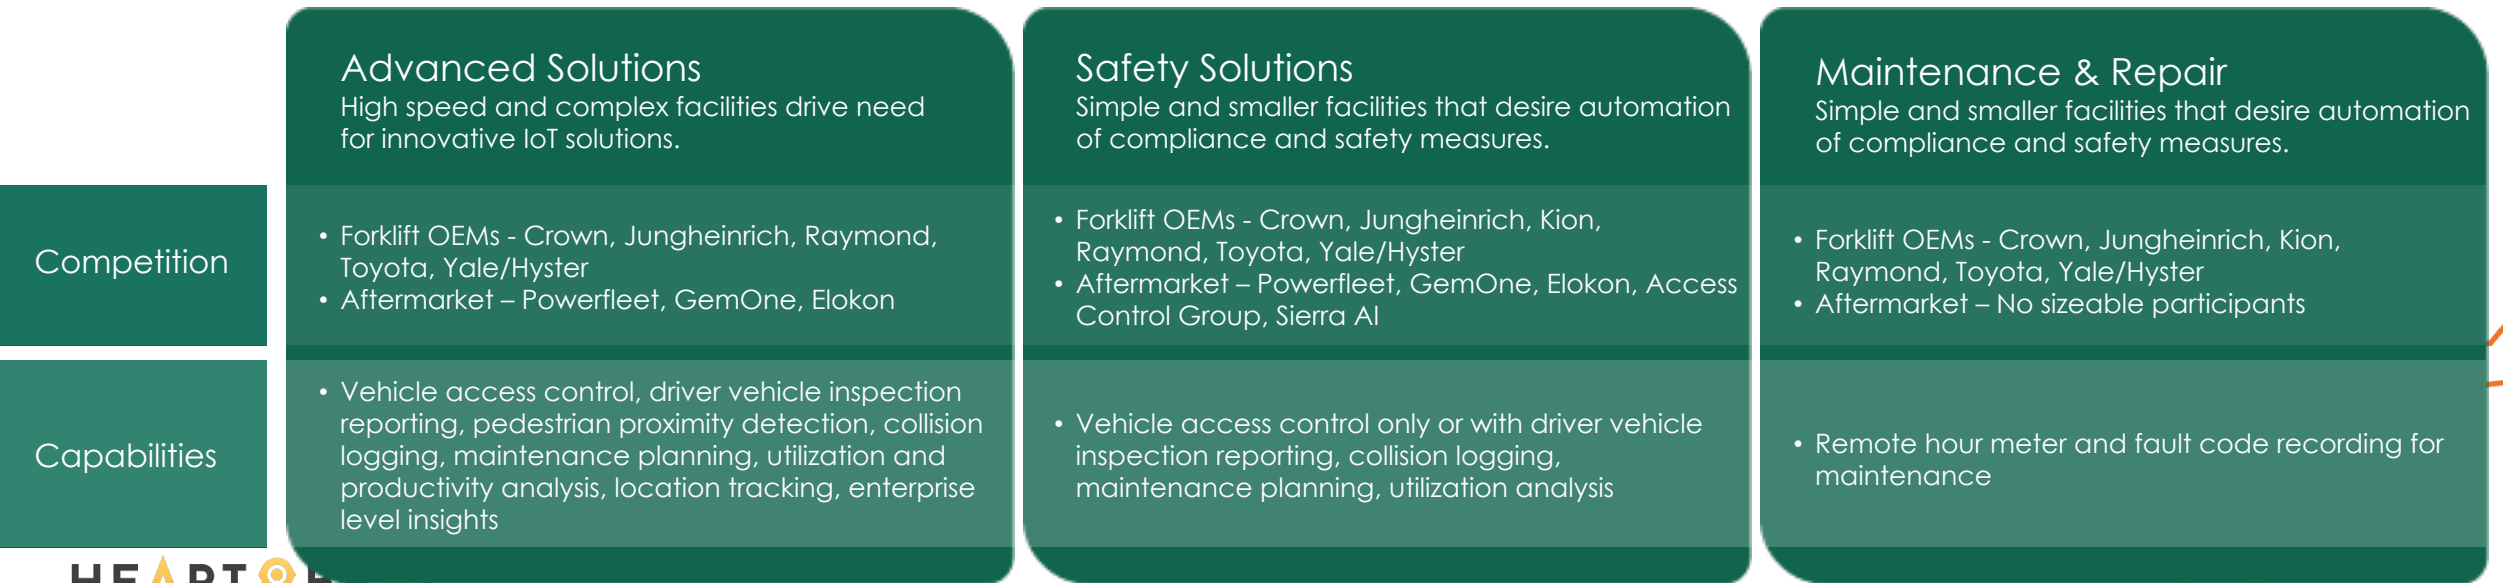 Advanced Solutions
High speed and complex facilities drive need
for innovative IoT solutions.
Safety Solutions
Simple and smaller facilities that desire automation
of compliance and safety measures.
Maintenance & Repair
Simple and smaller facilities that desire automation
of compliance and safety measures.
Competition
• Forklift OEMs - Crown, Jungheinrich, Raymond,
Toyota, Yale/Hyster
• Aftermarket – Powerfleet, GemOne, Elokon
• Forklift OEMs - Crown, Jungheinrich, Kion,
Raymond, Toyota, Yale/Hyster
• Aftermarket – Powerfleet, GemOne, Elokon, Access
Control Group, Sierra AI
• Forklift OEMs - Crown, Jungheinrich, Kion,
Raymond, Toyota, Yale/Hyster
• Aftermarket – No sizeable participants
Capabilities
• Vehicle access control, driver vehicle inspection
reporting, pedestrian proximity detection, collision
logging, maintenance planning, utilization and
productivity analysis, location tracking, enterprise
level insights
• Vehicle access control only or with driver vehicle
inspection reporting, collision logging,
maintenance planning, utilization analysis
• Remote hour meter and fault code recording for
maintenance